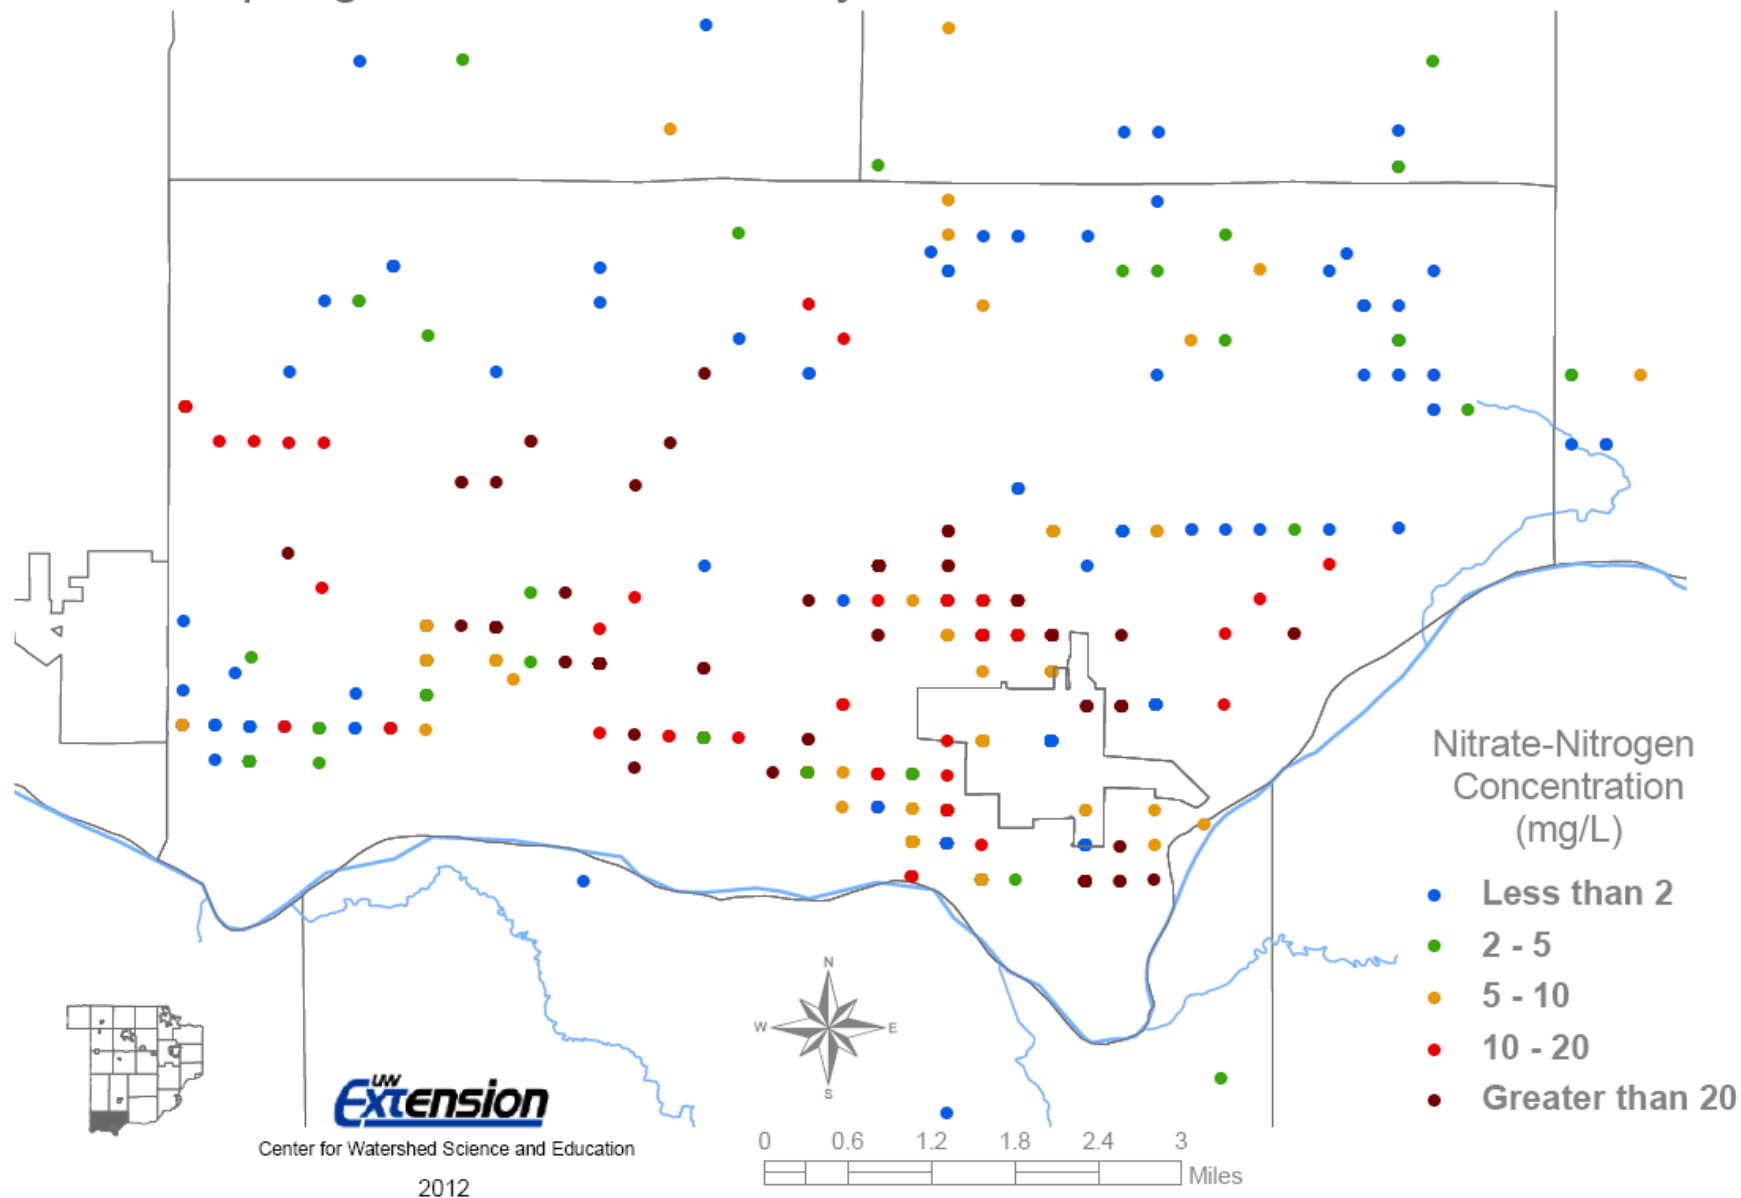 N
W E
S
Nitrate-Nitrogen
Concentration
(mg/L)
Less than 2
2 - 5
5 - 10
10 - 20
Greater than 20
UW
Extension
Center for Watershed Science and Education
2012
0 0.6 1.2 1.8 2.4 3
Miles